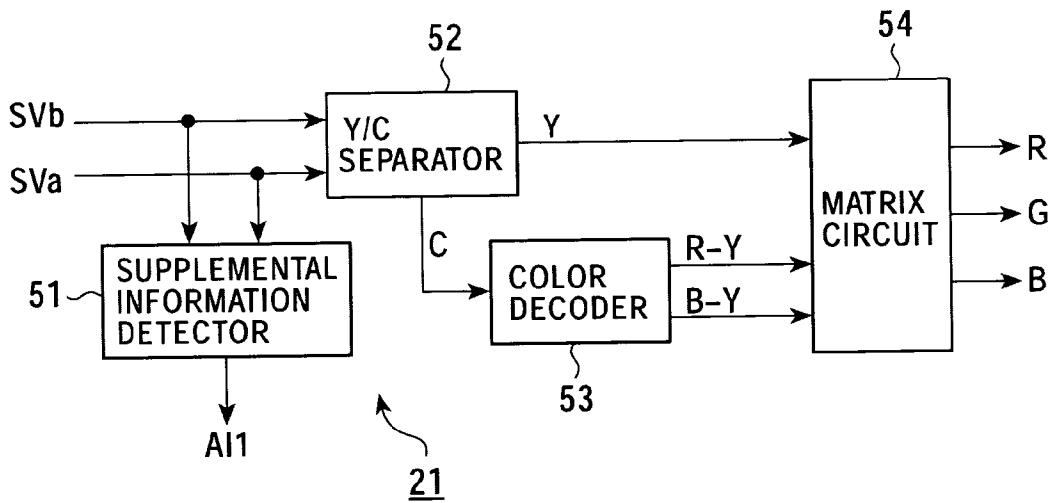 52
54
SVb
SVa
Y/C
SEPARATOR
Y
C
51
SUPPLEMENTAL
INFORMATION
DETECTOR
COLOR
DECODER
R-Y
B-Y
MATRIX
CIRCUIT
R
G
B
53
AI1
21